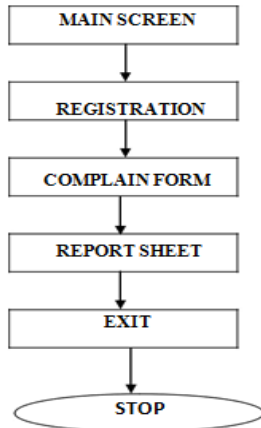 MAIN SCREEN
REGISTRATION
COMPLAIN FORM
REPORT SHEET
EXIT
STOP